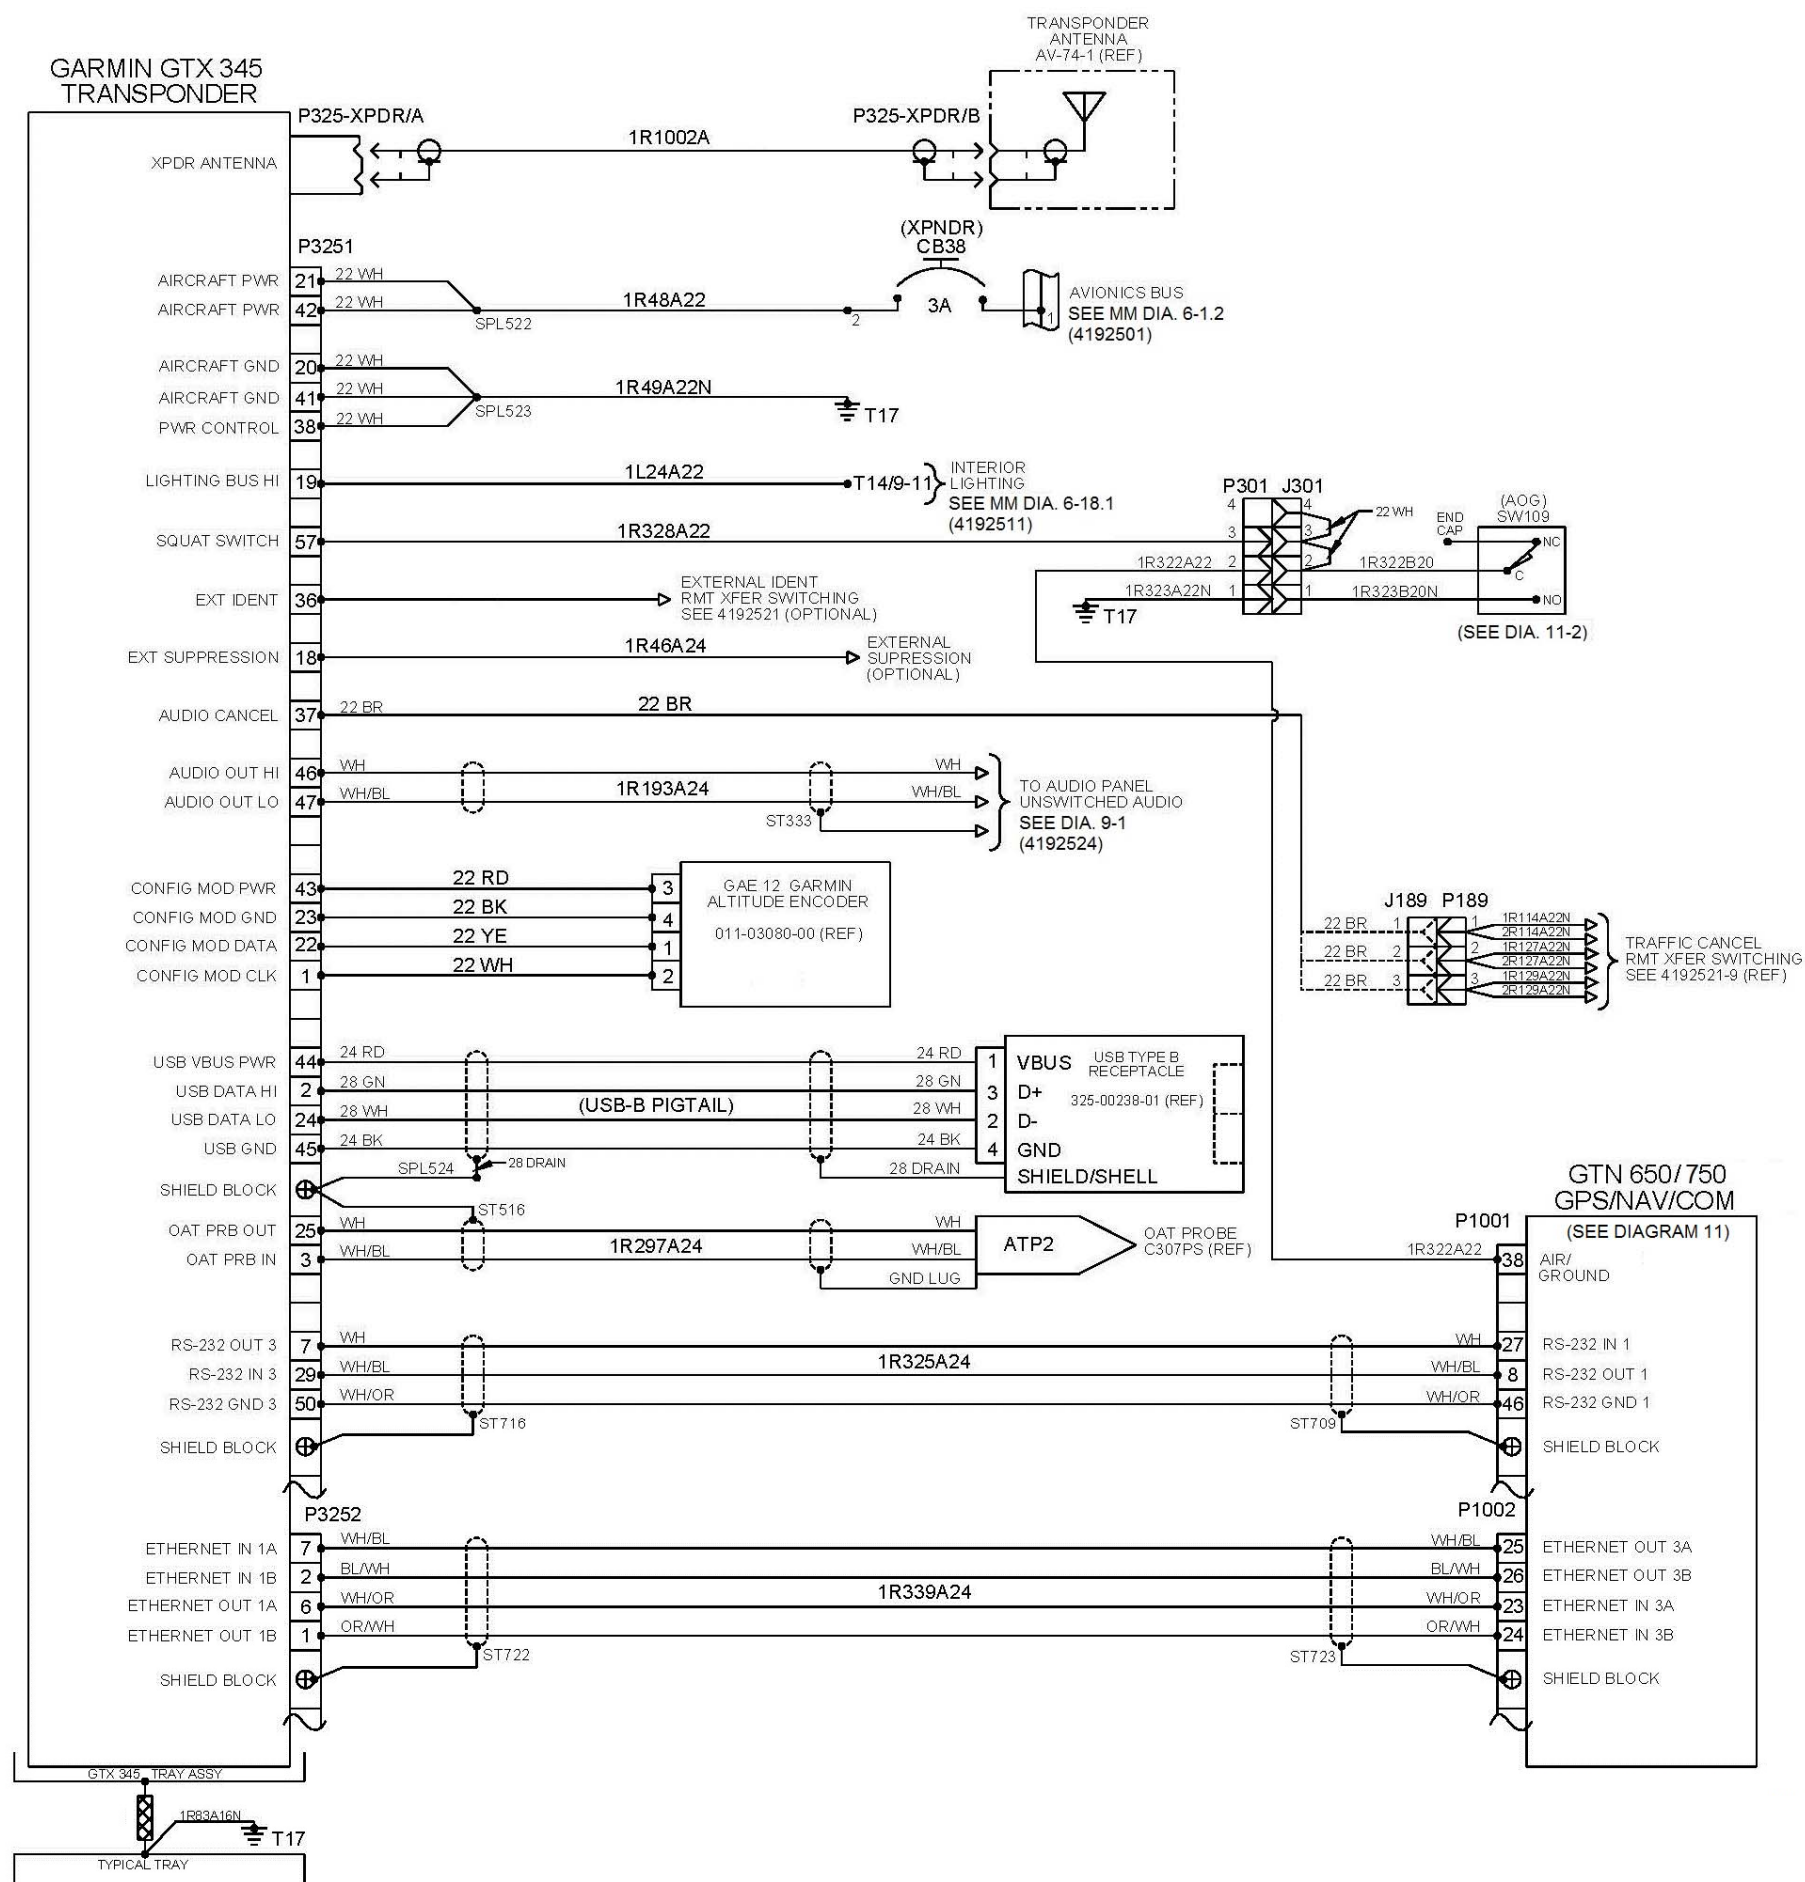 TRANSPONDER
ANTENNA
AV-74-1 (REF)
GARMIN GTX 345
TRANSPONDER
P325-XPDR/A
P325-XPDR/B
1R1002A
XPDR ANTENNA
(XPNDR)
CB38
3A
P3251
AIRCRAFT PWR 21 22 WH
AIRCRAFT PWR 42 22 WH
SPL522
1R48A22
2
1
AVIONICS BUS
SEE MM DIA. 6-1.2
(4192501)
AIRCRAFT GND 20 22 WH
AIRCRAFT GND 41 22 WH
PWR CONTROL 38 22 WH
SPL523
1R49A22N
T17
LIGHTING BUS HI 19 1L24A22 T14/9-11
INTERIOR
LIGHTING
SEE MM DIA. 6-18.1
(4192511)
SQUAT SWITCH 57 1R328A22
P301 J301
4 4
3 3
1R322A22 2 2 1R322B20
1R323A22N 1 1 1R323B20N
T17
22 WH
END
CAP
(AOG)
SW109
NC
C
NO
(SEE DIA. 11-2)
EXT IDENT 36
EXTERNAL IDENT
RMT XFER SWITCHING
SEE 4192521 (OPTIONAL)
EXT SUPPRESSION 18 1R46A24
EXTERNAL
SUPRESSION
(OPTIONAL)
AUDIO CANCEL 37 22 BR 22 BR
AUDIO OUT HI 46 WH WH
AUDIO OUT LO 47 WH/BL 1R193A24 WH/BL
ST333
TO AUDIO PANEL
UNSWITCHED AUDIO
SEE DIA. 9-1
(4192524)
CONFIG MOD PWR 43 22 RD 3
CONFIG MOD GND 23 22 BK 4
CONFIG MOD DATA 22 22 YE 1
CONFIG MOD CLK 1 22 WH 2
GAE 12 GARMIN
ALTITUDE ENCODER
011-03080-00 (REF)
J189 P189
22 BR 1 1 1R114A22N
2R114A22N
22 BR 2 2 1R127A22N
2R127A22N
22 BR 3 3 1R129A22N
2R129A22N
TRAFFIC CANCEL
RMT XFER SWITCHING
SEE 4192521-9 (REF)
USB VBUS PWR 44 24 RD 24 RD 1 VBUS
USB DATA HI 2 28 GN 28 GN 3 D+
USB DATA LO 24 28 WH 28 WH 2 D-
USB GND 45 24 BK 24 BK 4 GND
(USB-B PIGTAIL)
USB TYPE B
RECEPTACLE
325-00238-01 (REF)
SPL524
28 DRAIN
28 DRAIN
SHIELD/SHELL
SHIELD BLOCK
ST516
OAT PRB OUT 25 WH WH
OAT PRB IN 3 WH/BL 1R297A24 WH/BL
GND LUG
ATP2
OAT PROBE
C307PS (REF)
GTN 650/750
GPS/NAV/COM
(SEE DIAGRAM 11)
P1001
1R322A22 38 AIR/
GROUND
RS-232 OUT 3 7 WH WH 27 RS-232 IN 1
1R325A24
RS-232 IN 3 29 WH/BL WH/BL 8 RS-232 OUT 1
RS-232 GND 3 50 WH/OR WH/OR 46 RS-232 GND 1
ST716 ST709
SHIELD BLOCK SHIELD BLOCK
P3252 P1002
ETHERNET IN 1A 7 WH/BL WH/BL 25 ETHERNET OUT 3A
ETHERNET IN 1B 2 BL/WH BL/WH 26 ETHERNET OUT 3B
1R339A24
ETHERNET OUT 1A 6 WH/OR WH/OR 23 ETHERNET IN 3A
ETHERNET OUT 1B 1 OR/WH OR/WH 24 ETHERNET IN 3B
ST722 ST723
SHIELD BLOCK SHIELD BLOCK
GTX 345 TRAY ASSY
1R83A16N
T17
TYPICAL TRAY